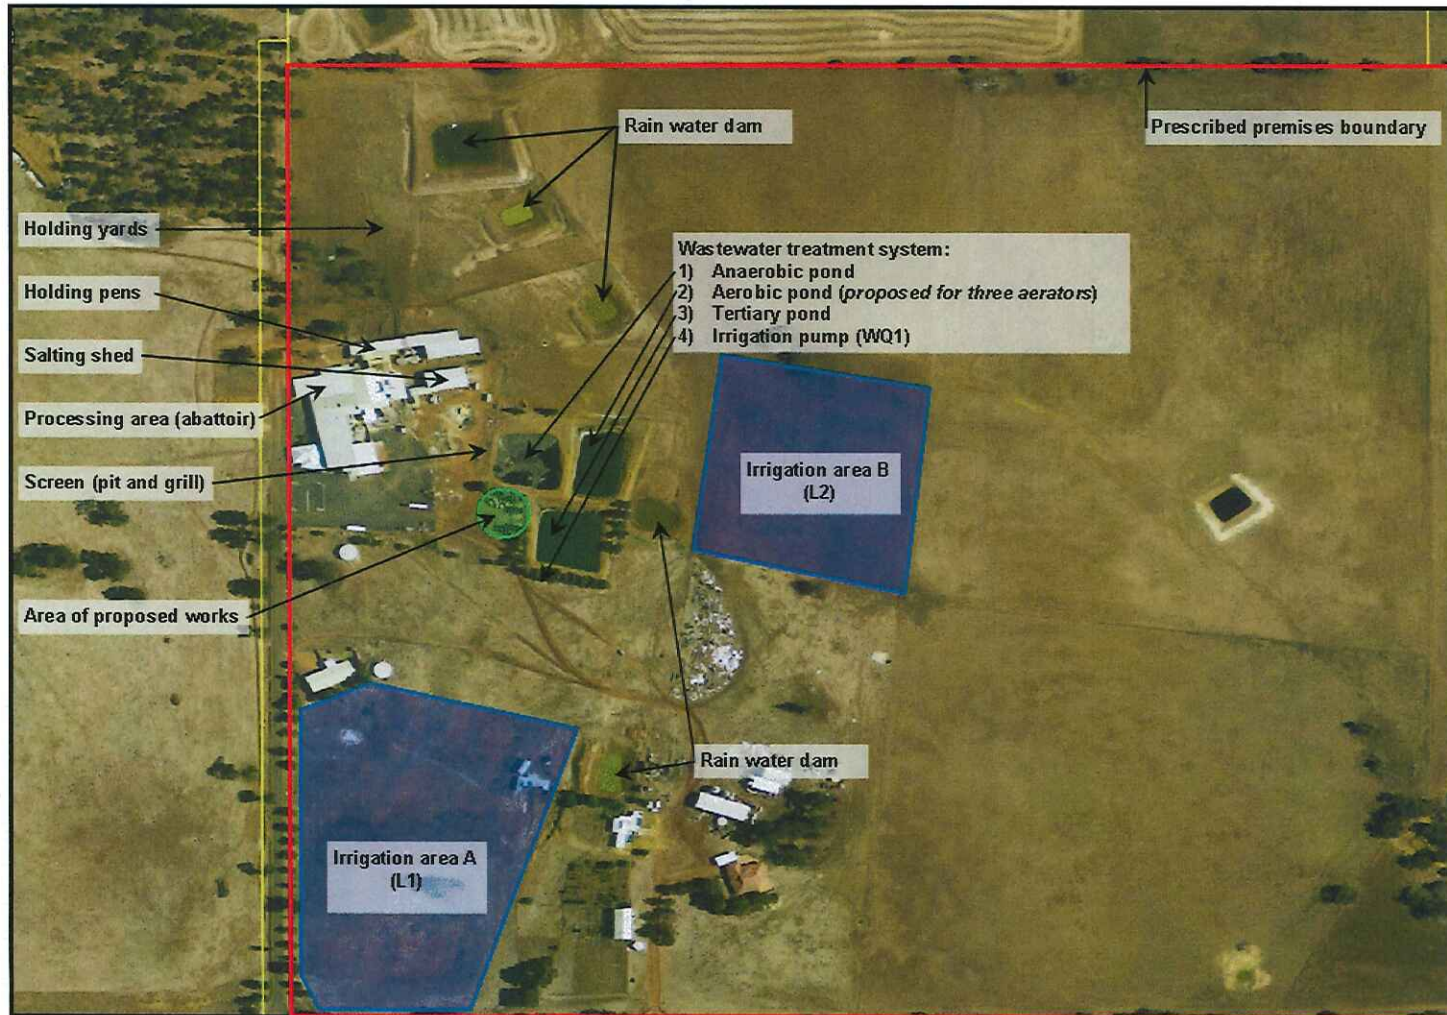 Rain water dam
Prescribed premises boundary
Holding yards
Wastewater treatment system:
1) Anaerobic pond
2) Aerobic pond (proposed for three aerators)
3) Tertiary pond
4) Irrigation pump (WQ1)
Holding pens
Salting shed
Processing area (abattoir)
Screen (pit and grill)
Irrigation area B
(L2)
Area of proposed works
Rain water dam
Irrigation area A
(L1)